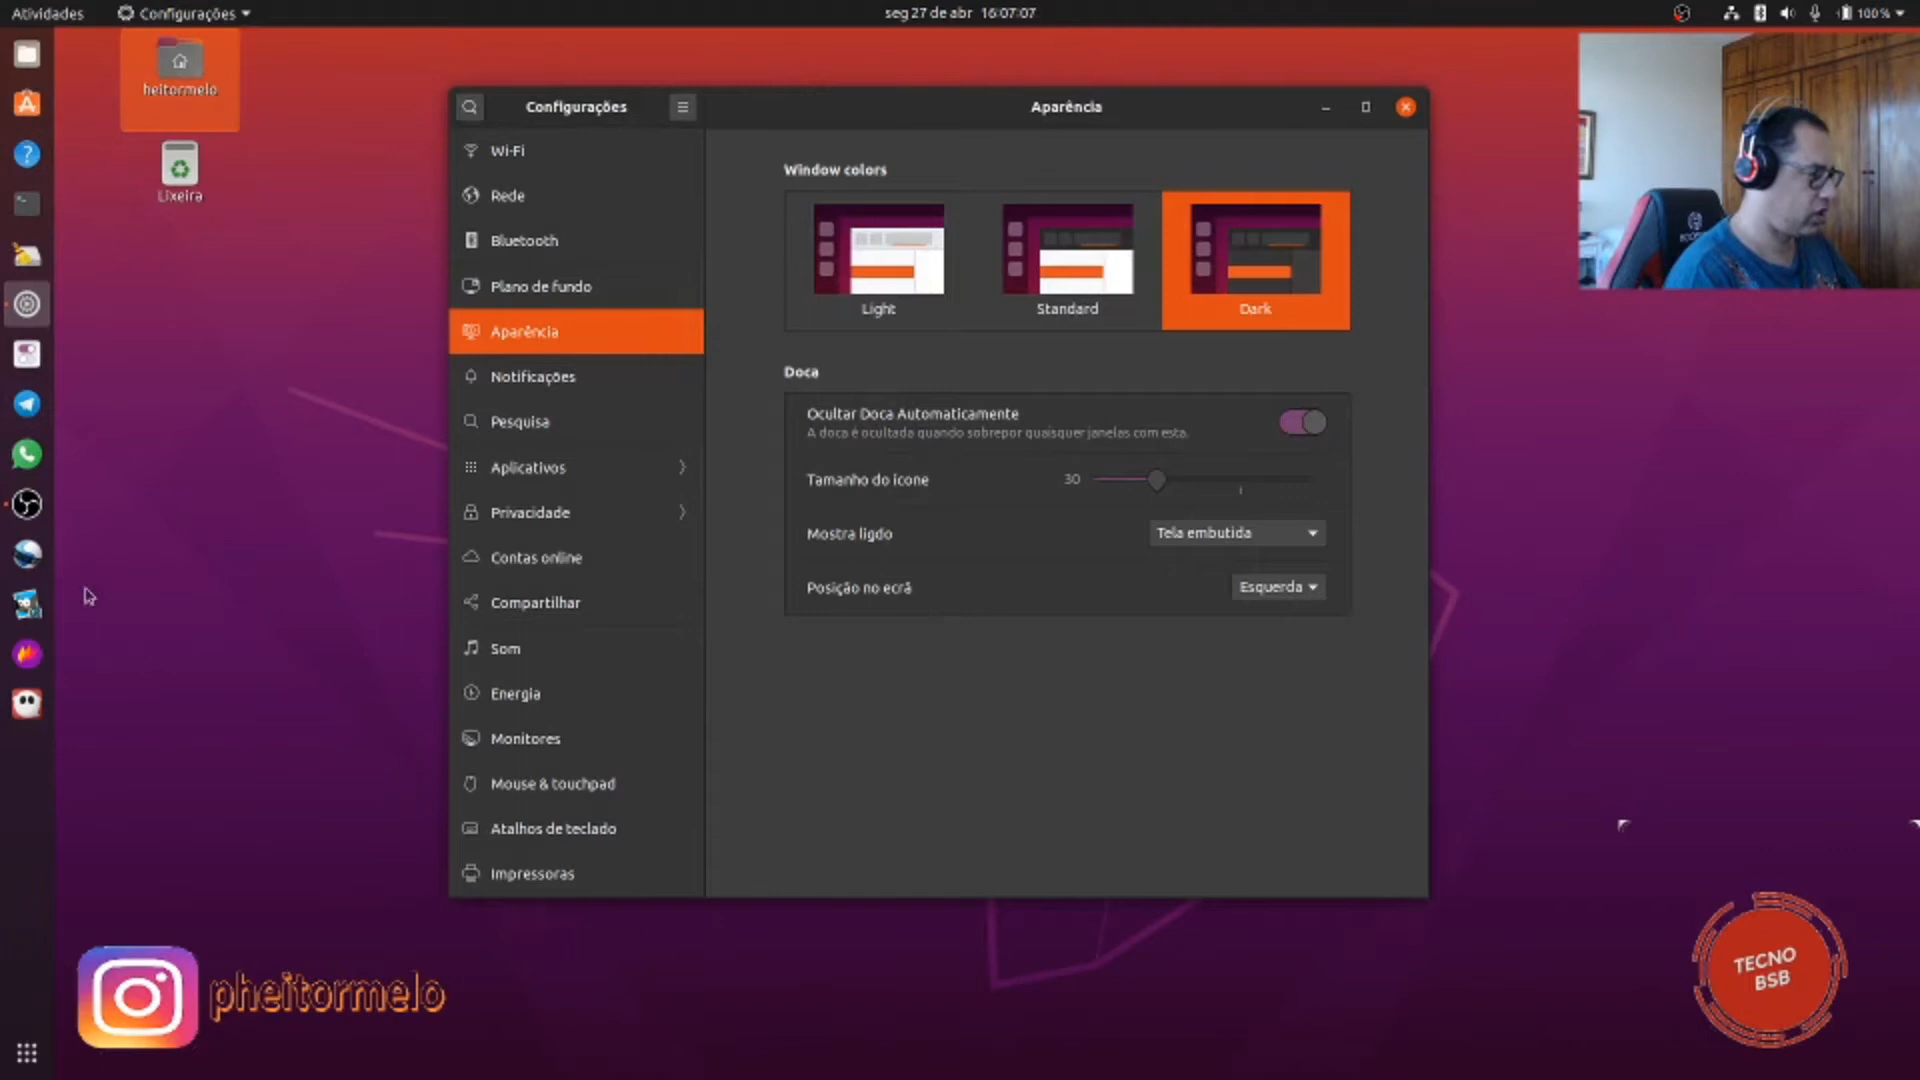 Atividades
Configurações
seg 27 de abr 16:07:07
100%
heitormelo
Lixeira
Configurações
Aparência
Wi-Fi
Rede
Bluetooth
Plano de fundo
Aparência
Notificações
Pesquisa
Aplicativos
Privacidade
Contas online
Compartilhar
Som
Energia
Monitores
Mouse & touchpad
Atalhos de teclado
Impressoras
Window colors
Light
Standard
Dark
Doca
Ocultar Doca Automaticamente
A doca é ocultada quando sobrepor quaisquer janelas com esta.
Tamanho do ícone
30
Mostra ligdo
Tela embutida
Posição no ecrã
Esquerda
pheitormelo
TECNO
BSB